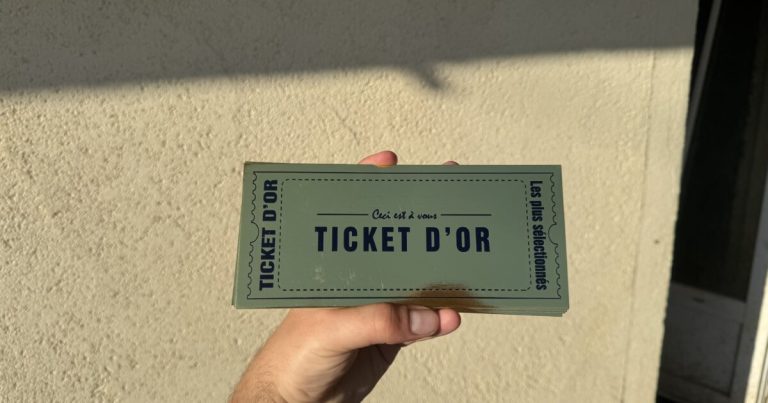 TICKET D'OR
Ceci est à vous
TICKET D'OR
Les plus sélectionnés